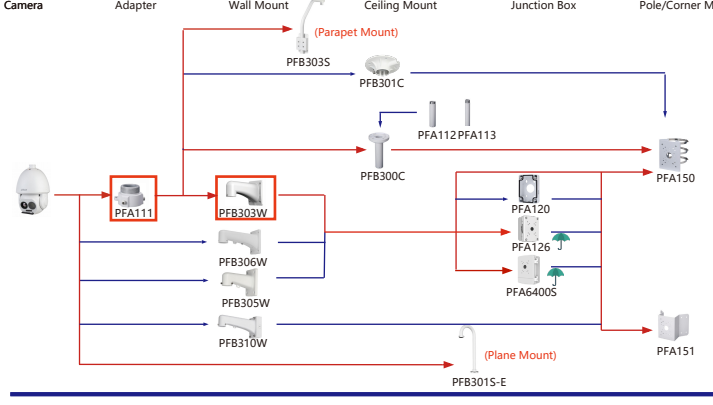 Camera Adapter Wall Mount Ceiling Mount Junction Box Pole/Corner M
(Parapet Mount)
PFB303S
PFB301C
PFA112 PFA113
PFB300C
PFA150
PFA111
PFB303W
PFA120
PFA126
PFB306W
PFA6400S
PFB305W
PFB310W
PFA151
(Plane Mount)
PFB301S-E